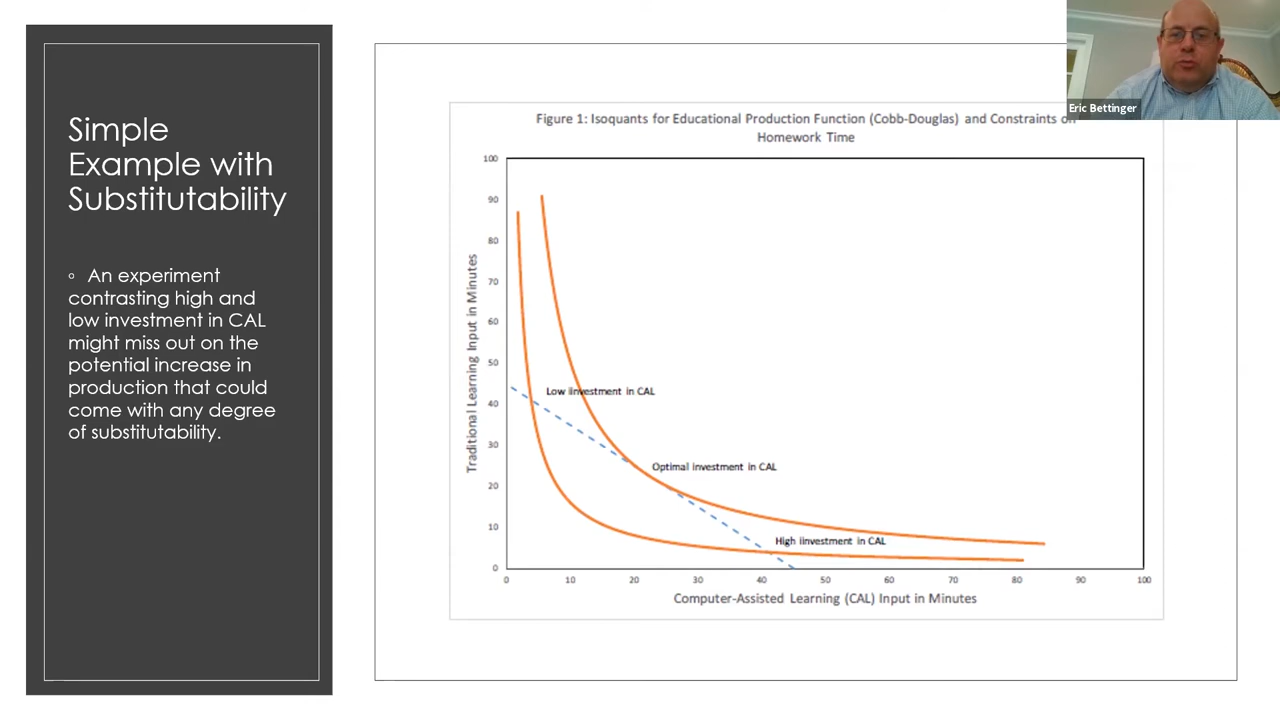 Simple
Example with
Substitutability
◦ An experiment
contrasting high and
low investment in CAL
might miss out on the
potential increase in
production that could
come with any degree
of substitutability.
Eric Bettinger
Figure 1: Isoquants for Educational Production Function (Cobb-Douglas) and Constraints
Homework Time
Traditional Learning Input in Minutes
100
90
80
70
60
50
40
30
20
10
0
Low iinvestment in CAL
Optimal investment in CAL
High iinvestment in CAL
0 10 20 30 40 50 60 70 80 90 100
Computer-Assisted Learning (CAL) Input in Minutes